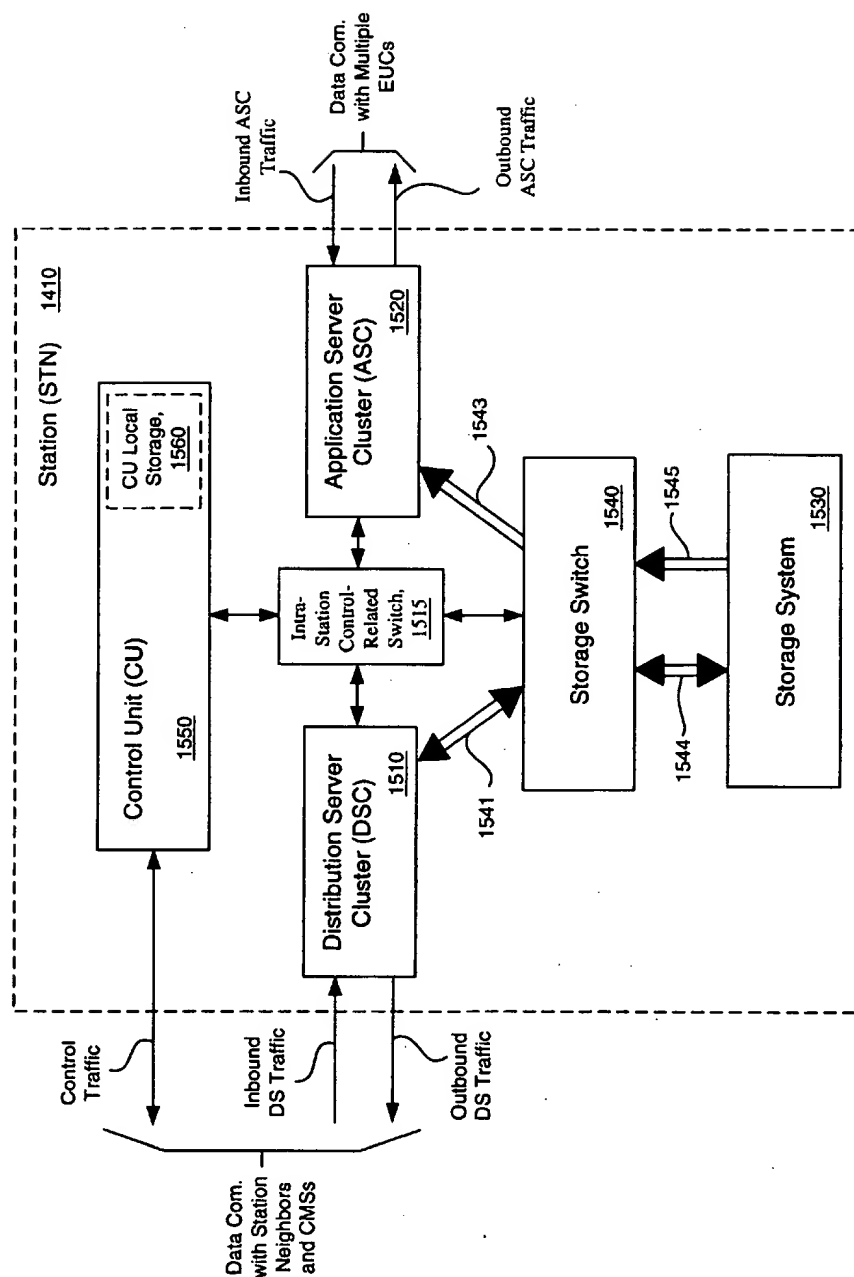 Station (STN) 1410
Control Unit (CU)
1550
CU Local
Storage,
1560
Control
Traffic
Inbound
DS Traffic
Outbound
DS Traffic
Data Com.
with Station
Neighbors
and CMSs
Distribution Server
Cluster (DSC)
1510
Intra-
Station
Control-
Related
Switch, 1515
Application Server
Cluster (ASC)
1520
Inbound ASC
Traffic
Outbound
ASC Traffic
Data Com.
with Multiple
EUCs
1541
1543
Storage Switch
1540
1544
1545
Storage System
1530